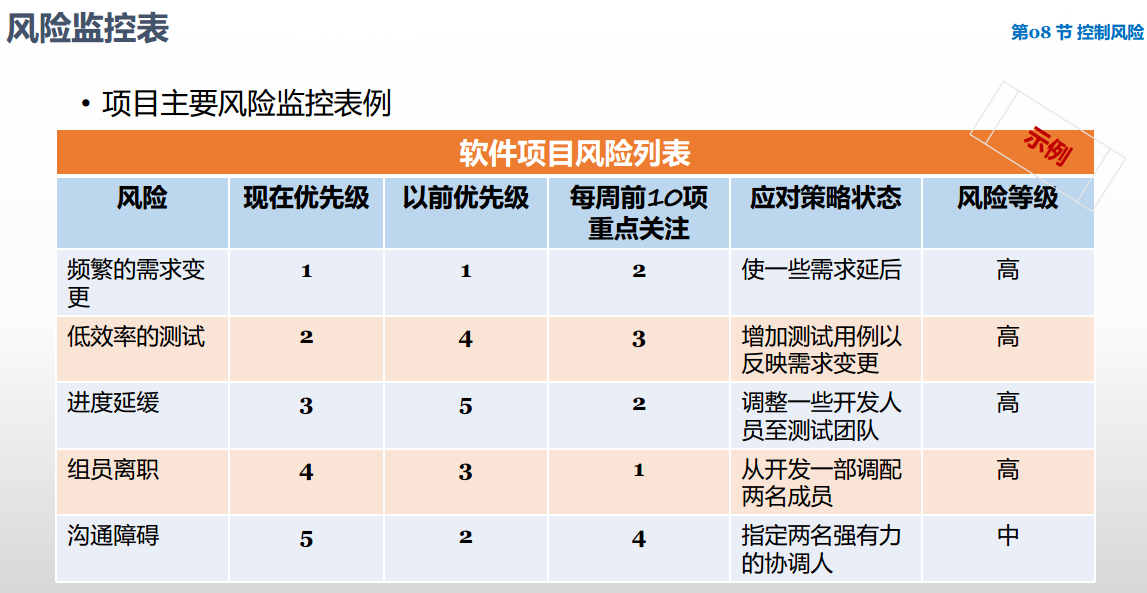 风险监控表
第08 节 控制风险
• 项目主要风险监控表例
示例
软件项目风险列表
风险 现在优先级 以前优先级 每周前10项 应对策略状态 风险等级
重点关注
频繁的需求变 1 1 2 使一些需求延后 高
更
低效率的测试 2 4 3 增加测试用例以 高
反映需求变更
进度延缓 3 5 2 调整一些开发人 高
员至测试团队
组员离职 4 3 1 从开发一部调配 高
两名成员
沟通障碍 5 2 4 指定两名强有力 中
的协调人